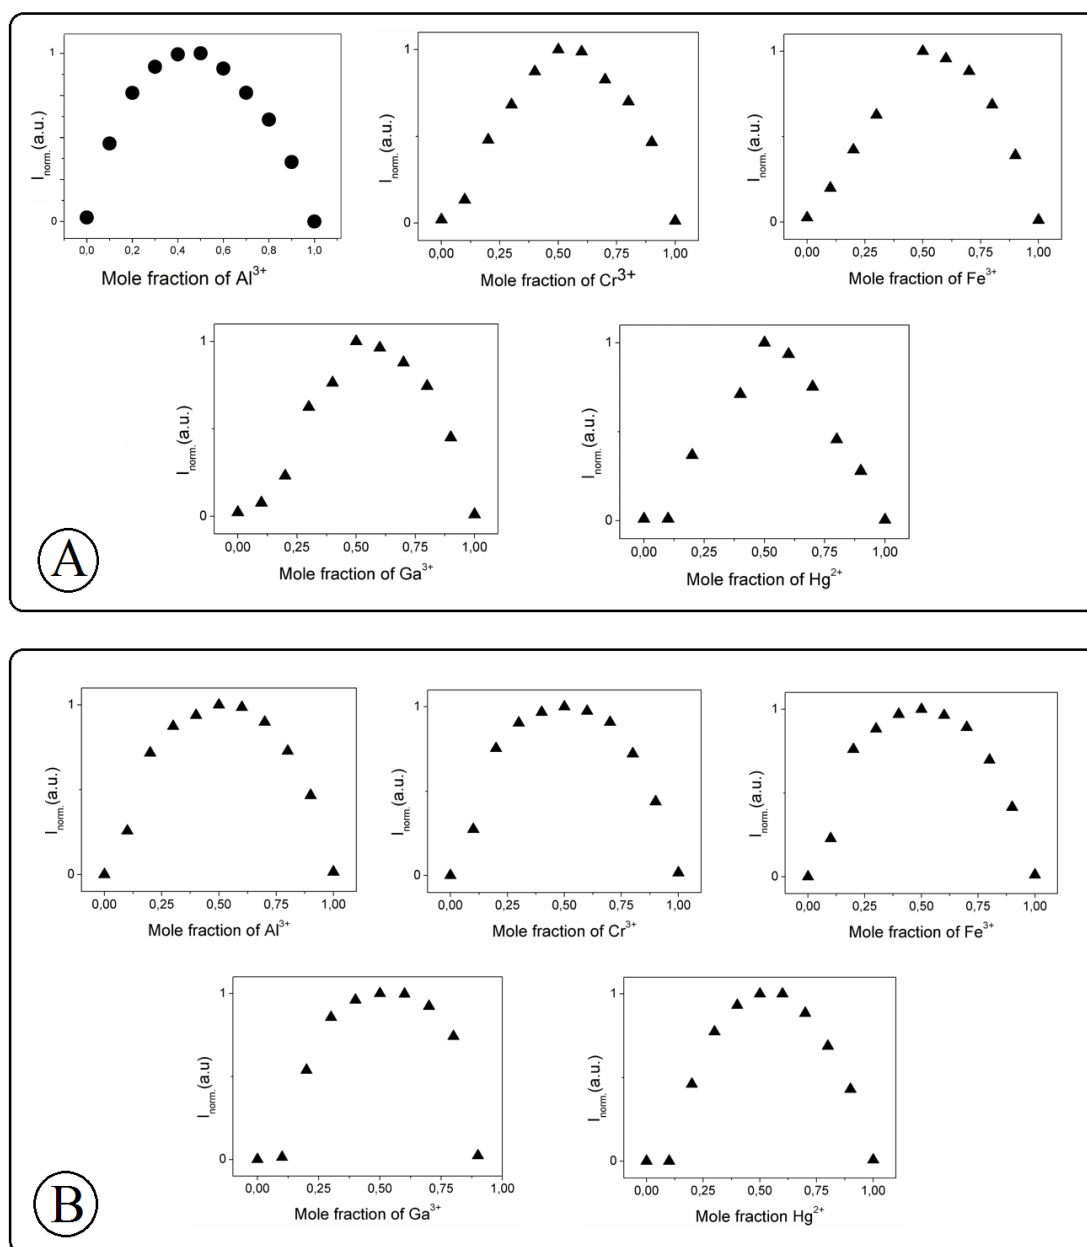 1
0
0,0 0,2 0,4 0,6 0,8 1,0
I norm. (a.u.)
Mole fraction of Al3+
1
0
0,00 0,25 0,50 0,75 1,00
I norm. (a.u.)
Mole fraction of Cr3+
1
0
0,00 0,25 0,50 0,75 1,00
I norm. (a.u.)
Mole fraction of Fe3+
1
0
0,00 0,25 0,50 0,75 1,00
I norm. (a.u.)
Mole fraction of Ga3+
1
0
0,00 0,25 0,50 0,75 1,00
I norm. (a.u.)
Mole fraction of Hg2+
A
1
0
0,00 0,25 0,50 0,75 1,00
I norm. (a.u.)
Mole fraction of Al3+
1
0
0,00 0,25 0,50 0,75 1,00
I norm. (a.u.)
Mole fraction of Cr3+
1
0
0,00 0,25 0,50 0,75 1,00
I norm. (a.u.)
Mole fraction of Fe3+
1
0
0,00 0,25 0,50 0,75 1,00
I norm. (a.u)
Mole fraction of Ga3+
1
0
0,00 0,25 0,50 0,75 1,00
I norm. (a.u.)
Mole fraction Hg2+
B